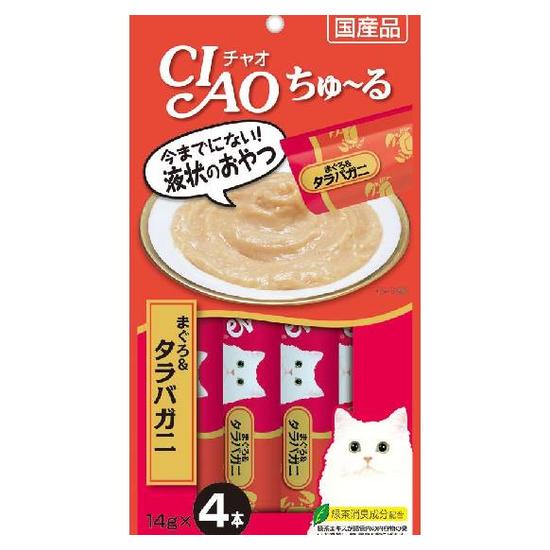 国産品
チャオ
CIAO ちゅ〜る
今までにない!
液状のおやつ
まぐろ&
タラバガニ
まぐろ&
タラバガニ
る
る
まぐろ&
タラバガニ
まぐろ&
タラバガニ
14g×4本
緑茶消臭成分配合